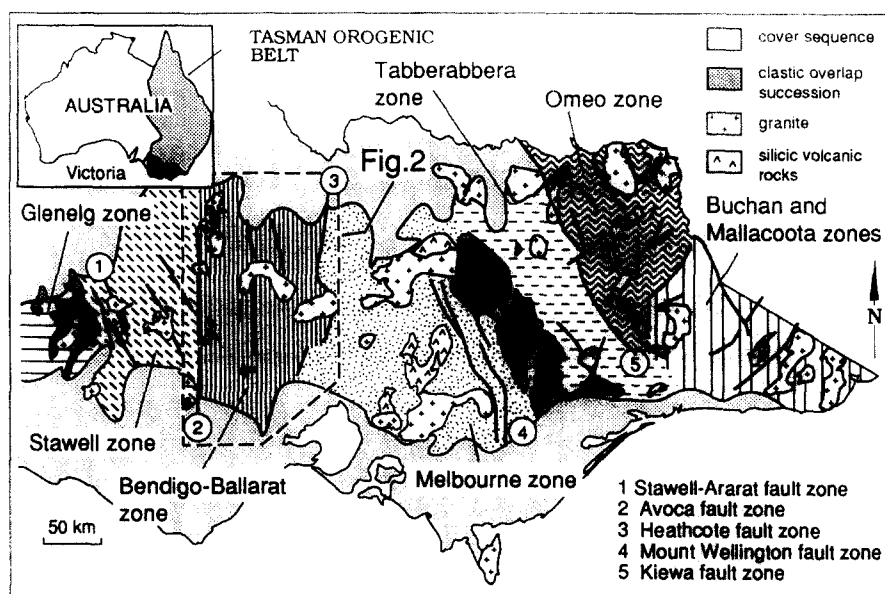 TASMAN OROGENIC
BELT
AUSTRALIA
Victoria
Tabberabbera
zone
Omeo zone
cover sequence
clastic overlap
succession
granite
silicic volcanic
rocks
Glenelg zone
3
Fig.2
Buchan and
Mallacoota zones
1
N
5
2
4
Stawell zone
Bendigo-Ballarat
zone
Melbourne zone
50 km
1 Stawell-Ararat fault zone
2 Avoca fault zone
3 Heathcote fault zone
4 Mount Wellington fault zone
5 Kiewa fault zone